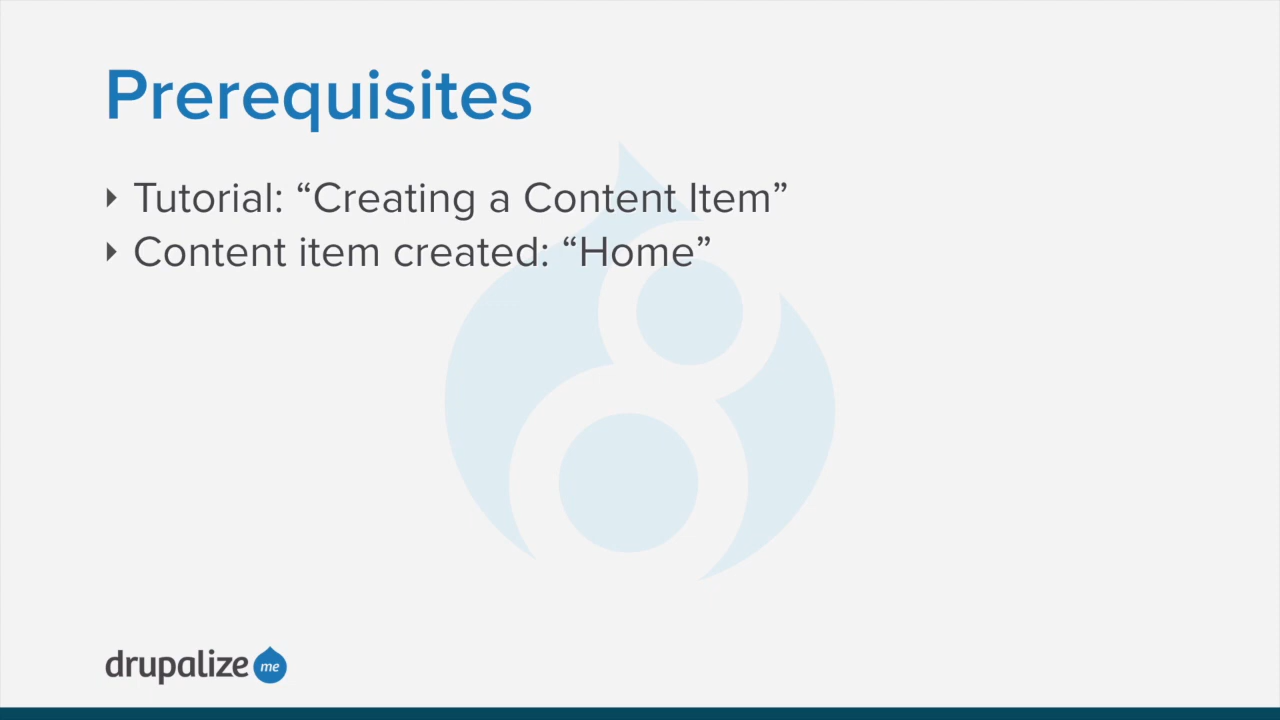 Prerequisites
‣ Tutorial: “Creating a Content Item”
‣ Content item created: “Home”
drupalize me